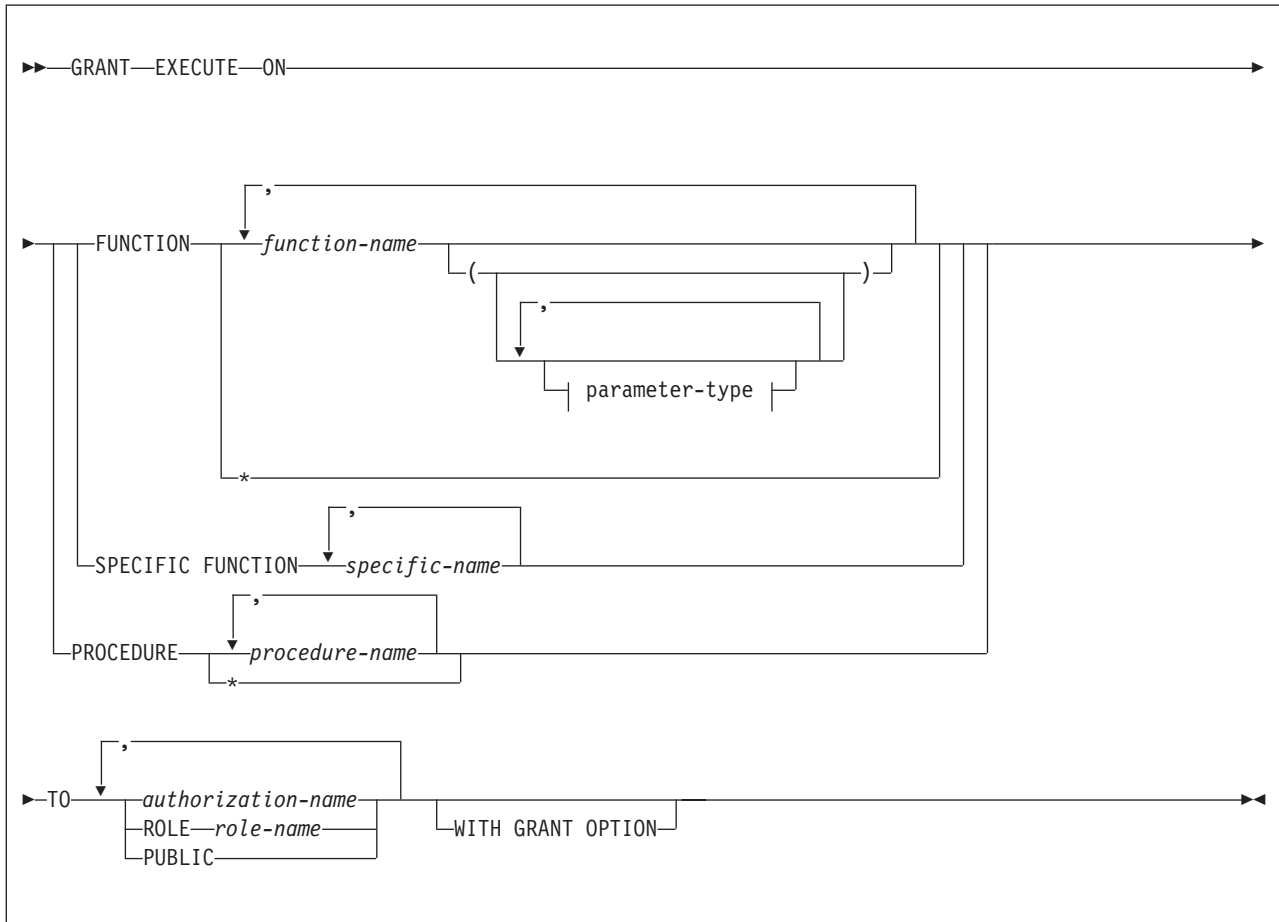 GRANT EXECUTE ON
,
FUNCTION function-name
( )
,
parameter-type
*
,
SPECIFIC FUNCTION specific-name
,
PROCEDURE procedure-name
*
,
TO authorization-name
ROLE role-name WITH GRANT OPTION
PUBLIC